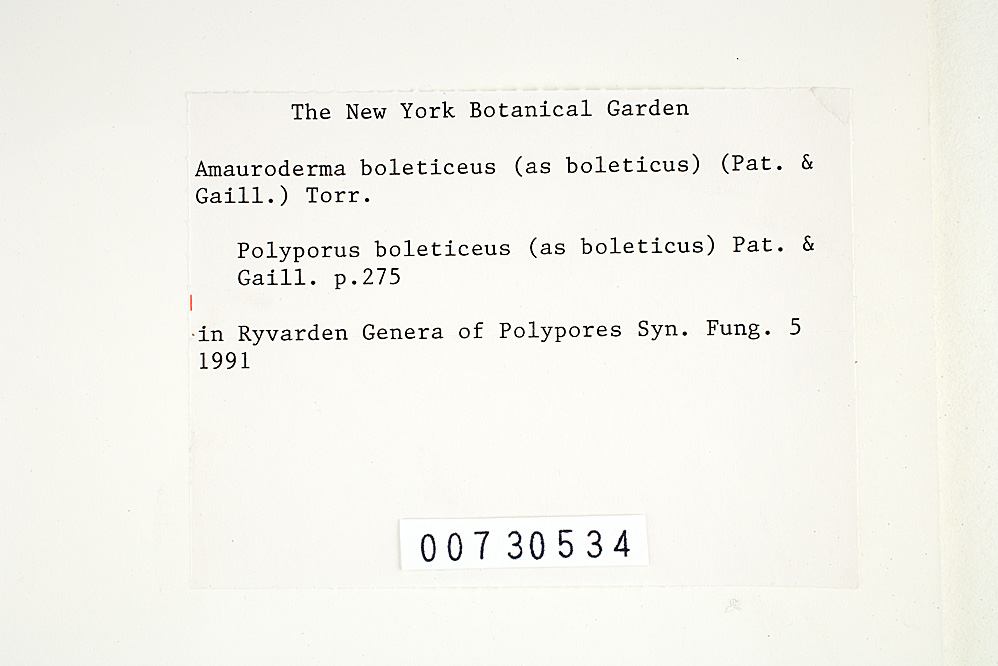 The New York Botanical Garden
Amauroderma boleticeus (as boleticus) (Pat. &
Gaill.) Torr.
Polyporus boleticeus (as boleticus) Pat. &
Gaill. p.275
in Ryvarden Genera of Polypores Syn. Fung. 5
1991
00730534